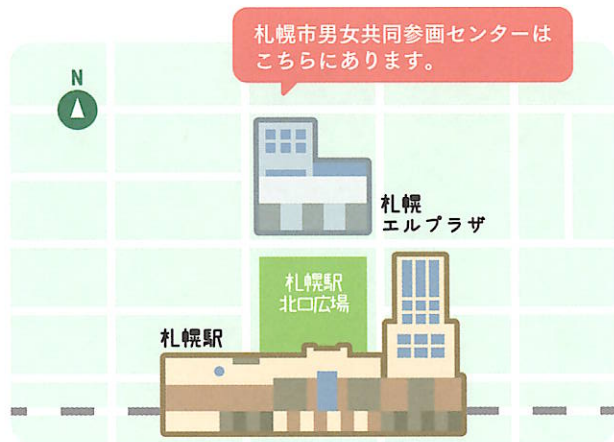 札幌市男女共同参画センターは
こちらにあります。
N
札幌
エルプラザ
札幌駅
北口広場
札幌駅